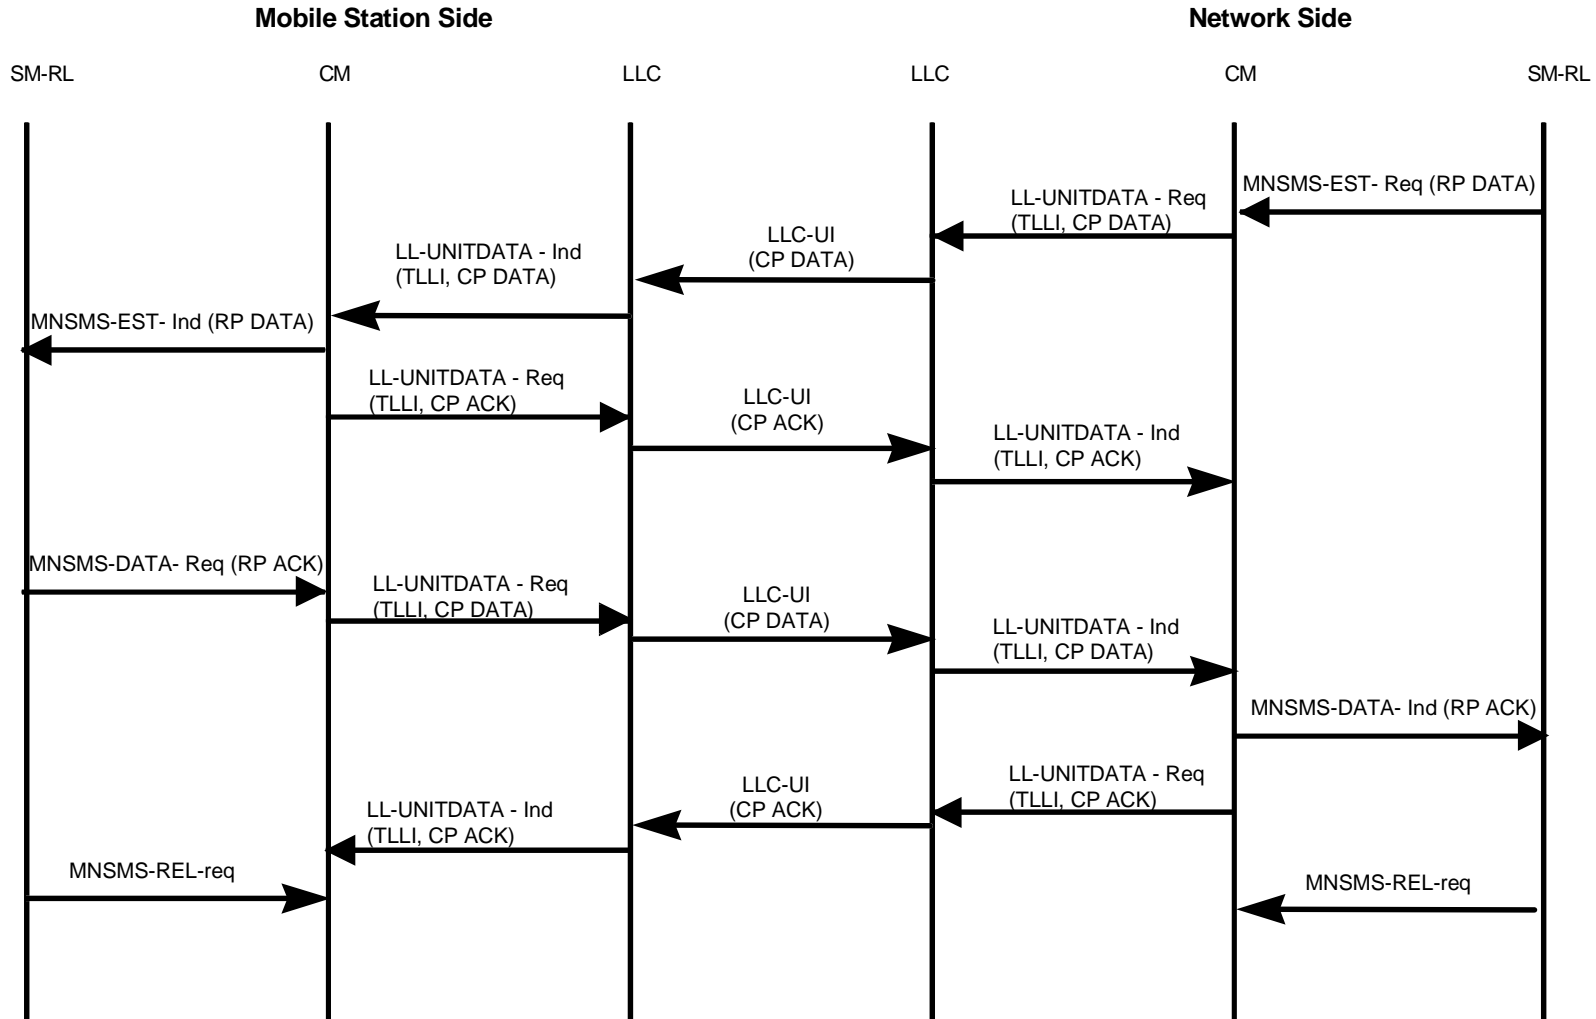 Mobile Station Side
Network Side
SM-RL
CM
LLC
LLC
CM
SM-RL
MNSMS-EST- Req (RP DATA)
LL-UNITDATA - Req
(TLLI, CP DATA)
LLC-UI
(CP DATA)
LL-UNITDATA - Ind
(TLLI, CP DATA)
MNSMS-EST- Ind (RP DATA)
LL-UNITDATA - Req
(TLLI, CP ACK)
LLC-UI
(CP ACK)
LL-UNITDATA - Ind
(TLLI, CP ACK)
MNSMS-DATA- Req (RP ACK)
LL-UNITDATA - Req
(TLLI, CP DATA)
LLC-UI
(CP DATA)
LL-UNITDATA - Ind
(TLLI, CP DATA)
MNSMS-DATA- Ind (RP ACK)
LL-UNITDATA - Req
(TLLI, CP ACK)
LLC-UI
(CP ACK)
LL-UNITDATA - Ind
(TLLI, CP ACK)
MNSMS-REL-req
MNSMS-REL-req